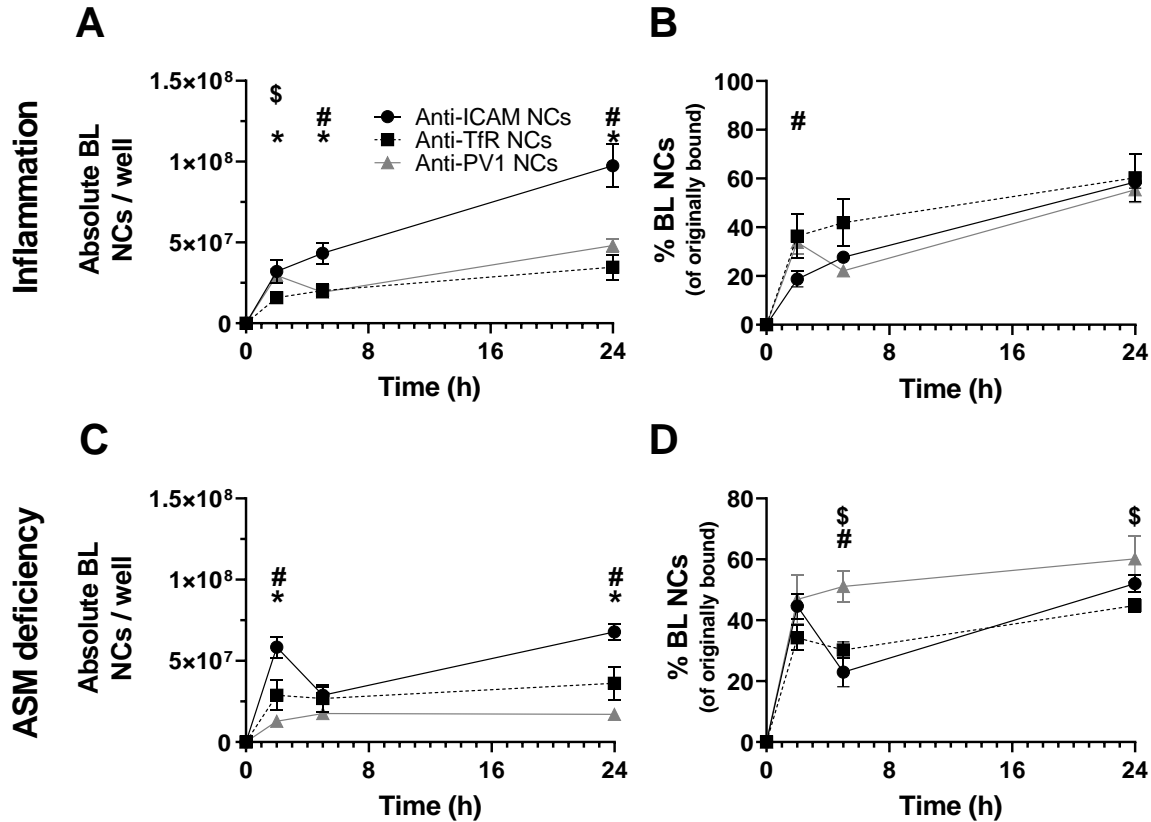 A
Inflammation
Absolute BL
NCs / well
1.5×10⁸
1×10⁸
5×10⁷
0
$
#
#
*
*
*
Anti-ICAM NCs
Anti-TfR NCs
Anti-PV1 NCs
0
8
16
24
Time (h)
B
% BL NCs
(of originally bound)
100
80
60
40
20
0
#
0
8
16
24
Time (h)
C
ASM deficiency
Absolute BL
NCs / well
1.5×10⁸
1×10⁸
5×10⁷
0
#
#
*
*
0
8
16
24
Time (h)
D
% BL NCs
(of originally bound)
80
60
40
20
0
$
$
#
0
8
16
24
Time (h)